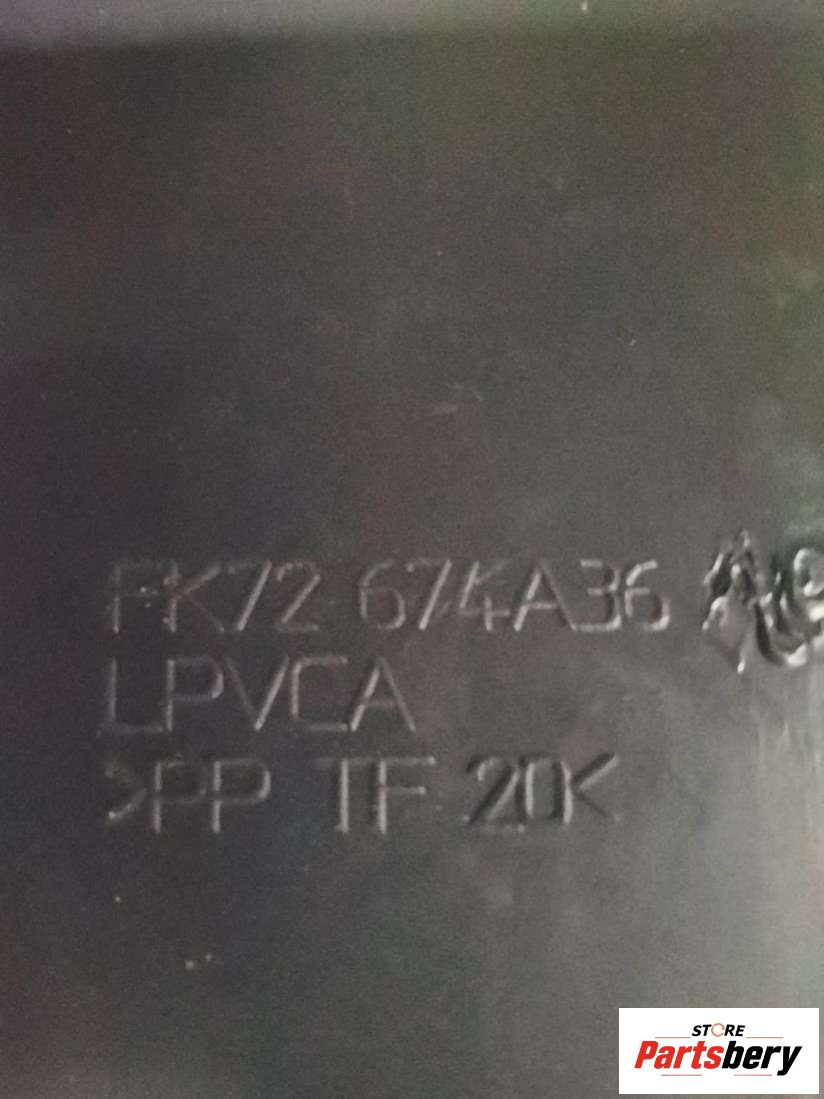 FK72 674A36
LPVCA
>PP TF 20<
STORE
Partsbery